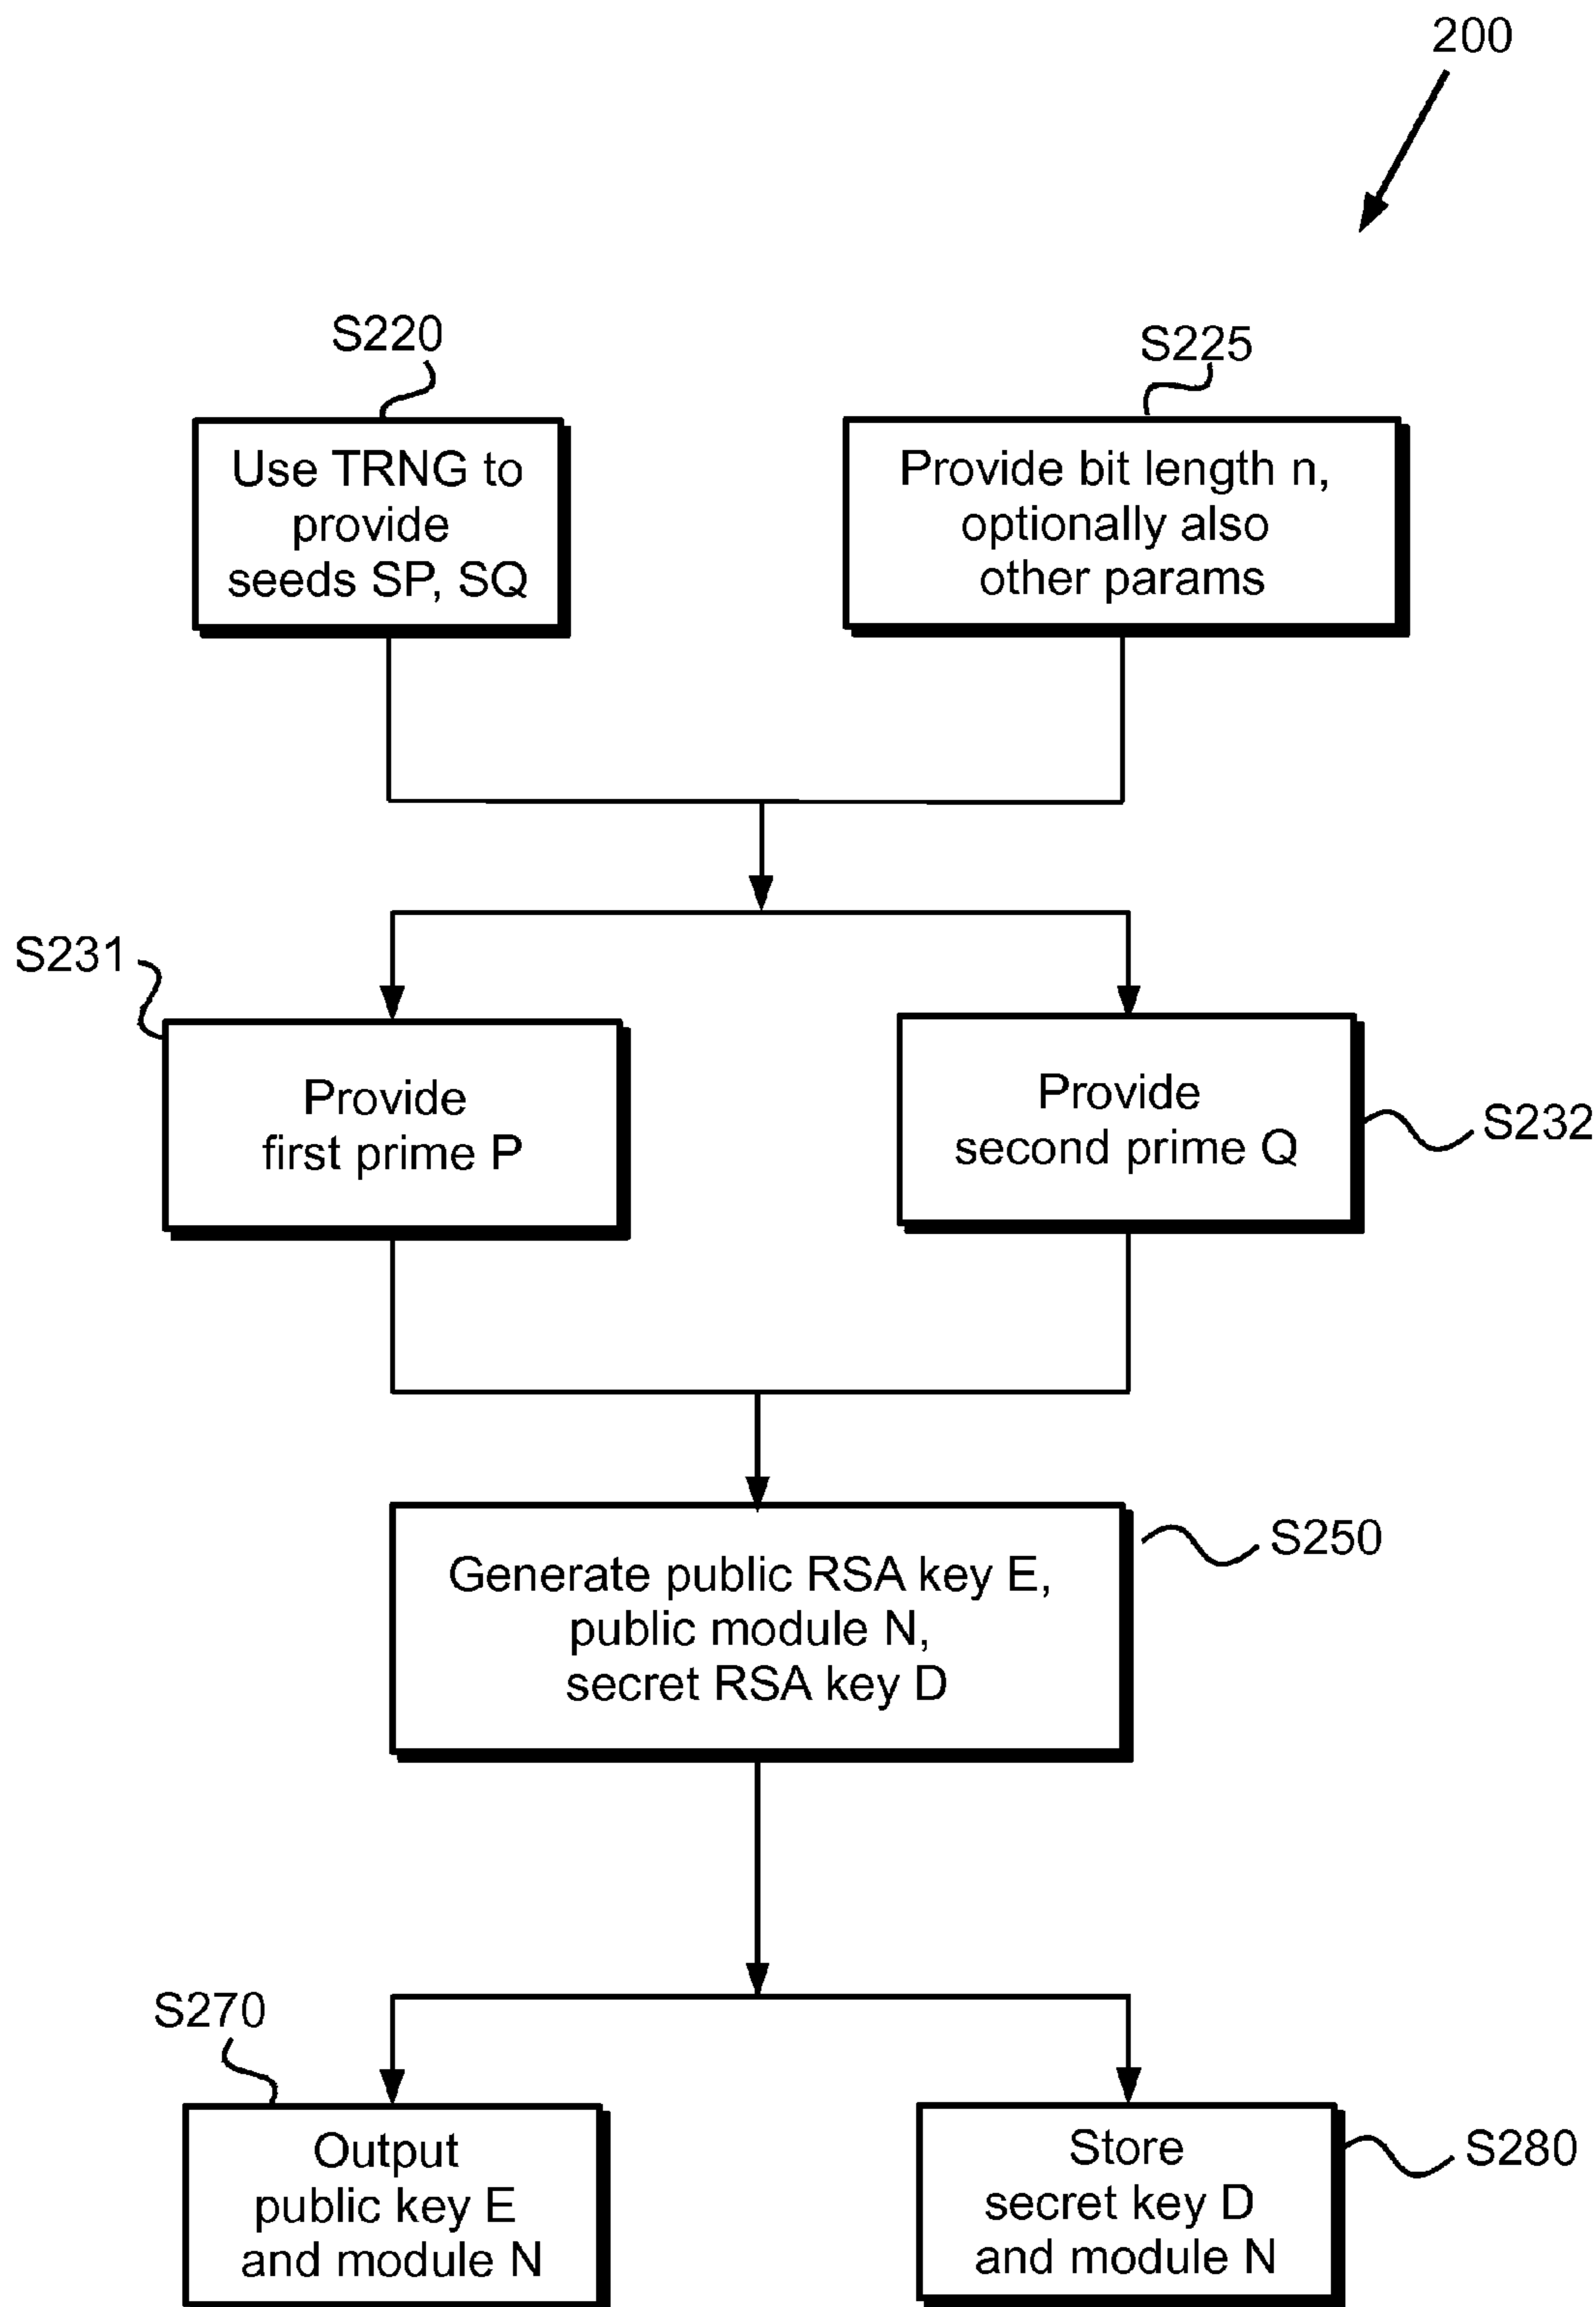 200
S220
S225
Use TRNG to
provide
seeds SP, SQ
Provide bit length n,
optionally also
other params
S231
Provide
first prime P
Provide
second prime Q
S232
Generate public RSA key E,
public module N,
secret RSA key D
S250
S270
Output
public key E
and module N
Store
secret key D
and module N
S280